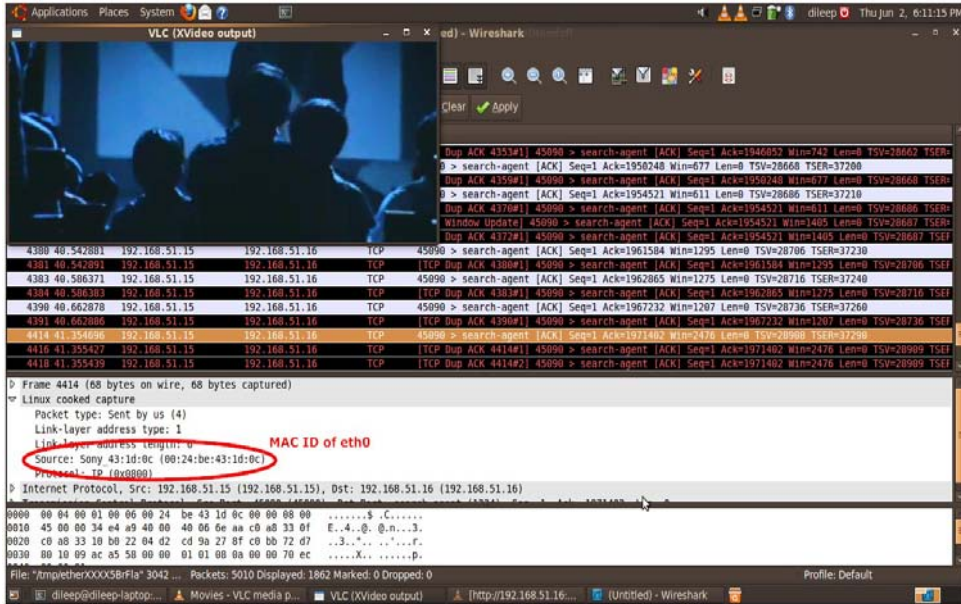 Applications Places System dileep Thu Jun 2, 6:11:15 PM
VLC (XVideo output)
ed) - Wireshark
Clear Apply
Dup ACK 4353#1] 45090 > search-agent [ACK] Seq=1 Ack=1946052 Win=742 Len=0 TSV=28662 TSER=
0 > search-agent [ACK] Seq=1 Ack=1950248 Win=677 Len=0 TSV=28668 TSER=37200
Dup ACK 4359#1] 45090 > search-agent [ACK] Seq=1 Ack=1950248 Win=677 Len=0 TSV=28668 TSER=
0 > search-agent [ACK] Seq=1 Ack=1954521 Win=611 Len=0 TSV=28686 TSER=37210
Dup ACK 4370#1] 45090 > search-agent [ACK] Seq=1 Ack=1954521 Win=611 Len=0 TSV=28686 TSER=
Window Update] 45090 > search-agent [ACK] Seq=1 Ack=1954521 Win=1405 Len=0 TSV=28687 TSER=
Dup ACK 4372#1] 45090 > search-agent [ACK] Seq=1 Ack=1954521 Win=1405 Len=0 TSV=28687 TSEF
4380 40.542881 192.168.51.15 192.168.51.16 TCP 45090 > search-agent [ACK] Seq=1 Ack=1961584 Win=1295 Len=0 TSV=28706 TSER=37230
4381 40.542891 192.168.51.15 192.168.51.16 TCP [TCP Dup ACK 4380#1] 45090 > search-agent [ACK] Seq=1 Ack=1961584 Win=1295 Len=0 TSV=28706 TSEF
4383 40.586371 192.168.51.15 192.168.51.16 TCP 45090 > search-agent [ACK] Seq=1 Ack=1962865 Win=1275 Len=0 TSV=28716 TSER=37240
4384 40.586383 192.168.51.15 192.168.51.16 TCP [TCP Dup ACK 4383#1] 45090 > search-agent [ACK] Seq=1 Ack=1962865 Win=1275 Len=0 TSV=28716 TSEF
4390 40.662878 192.168.51.15 192.168.51.16 TCP 45090 > search-agent [ACK] Seq=1 Ack=1967232 Win=1207 Len=0 TSV=28736 TSER=37260
4391 40.662886 192.168.51.15 192.168.51.16 TCP [TCP Dup ACK 4390#1] 45090 > search-agent [ACK] Seq=1 Ack=1967232 Win=1207 Len=0 TSV=28736 TSEF
4414 41.354696 192.168.51.15 192.168.51.16 TCP 45090 > search-agent [ACK] Seq=1 Ack=1971402 Win=2476 Len=0 TSV=28908 TSER=37290
4416 41.355427 192.168.51.15 192.168.51.16 TCP [TCP Dup ACK 4414#1] 45090 > search-agent [ACK] Seq=1 Ack=1971402 Win=2476 Len=0 TSV=28909 TSEF
4418 41.355439 192.168.51.15 192.168.51.16 TCP [TCP Dup ACK 4414#2] 45090 > search-agent [ACK] Seq=1 Ack=1971402 Win=2476 Len=0 TSV=28909 TSEF
Frame 4414 (68 bytes on wire, 68 bytes captured)
Linux cooked capture
Packet type: Sent by us (4)
Link-layer address type: 1
Link-layer address length: 6
MAC ID of eth0
Source: Sony_43:1d:0c (00:24:be:43:1d:0c)
Protocol: IP (0x0800)
Internet Protocol, Src: 192.168.51.15 (192.168.51.15), Dst: 192.168.51.16 (192.168.51.16)
0000 00 04 00 01 00 06 00 24 be 43 1d 0c 00 00 08 00 .......$ .C......
0010 45 00 00 34 e4 a9 40 00 40 06 6e aa c0 a8 33 0f E..4..@. @.n...3.
0020 c0 a8 33 10 b0 22 04 d2 cd 9a 27 8f c0 bb 72 d7 ..3..".. ..'...r.
0030 80 10 09 ac a5 58 00 00 01 01 08 0a 00 00 70 ec .....X.. ......p.
File: "/tmp/etherXXXX5BrFla" 3042 ... Packets: 5010 Displayed: 1862 Marked: 0 Dropped: 0 Profile: Default
dileep@dileep-laptop:... Movies - VLC media p... VLC (XVideo output) [http://192.168.51.16:... (Untitled) - Wireshark